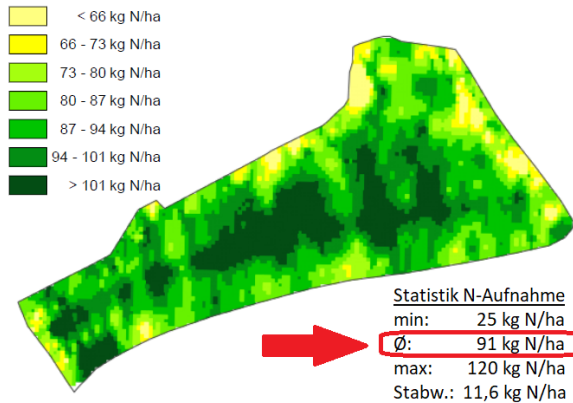 < 66 kg N/ha
66 - 73 kg N/ha
73 - 80 kg N/ha
80 - 87 kg N/ha
87 - 94 kg N/ha
94 - 101 kg N/ha
> 101 kg N/ha
Statistik N-Aufnahme
min: 25 kg N/ha
Ø: 91 kg N/ha
max: 120 kg N/ha
Stabw.: 11,6 kg N/ha